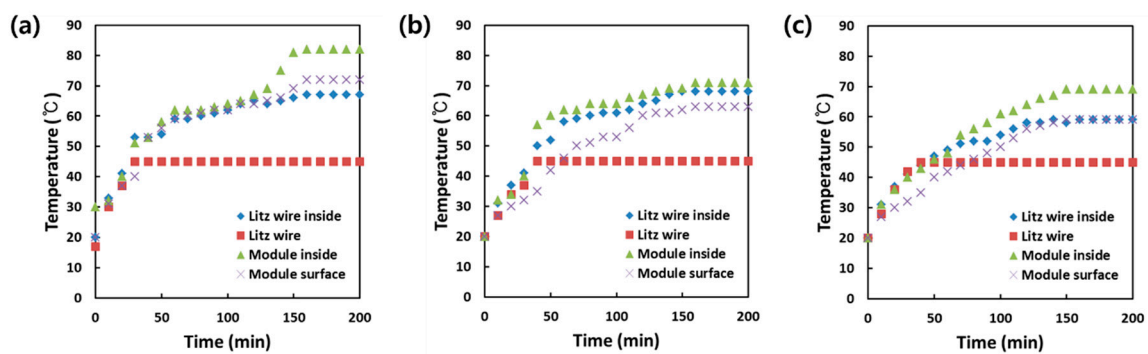 (a)
Temperature (℃)
90
80
70
60
50
40
30
20
10
0
Litz wire inside
Litz wire
Module inside
Module surface
0 50 100 150 200
Time (min)
(b)
Temperature (℃)
90
80
70
60
50
40
30
20
10
0
Litz wire inside
Litz wire
Module inside
Module surface
0 50 100 150 200
Time (min)
(c)
Temperature (℃)
90
80
70
60
50
40
30
20
10
0
Litz wire inside
Litz wire
Module inside
Module surface
0 50 100 150 200
Time (min)